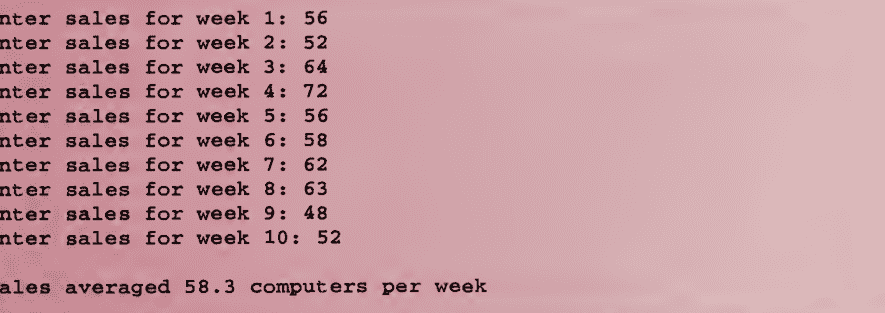 nter sales for week 1: 56
nter sales for week 2: 52
nter sales for week 3: 64
nter sales for week 4: 72
nter sales for week 5: 56
nter sales for week 6: 58
nter sales for week 7: 62
nter sales for week 8: 63
nter sales for week 9: 48
nter sales for week 10: 52
ales averaged 58.3 computers per week